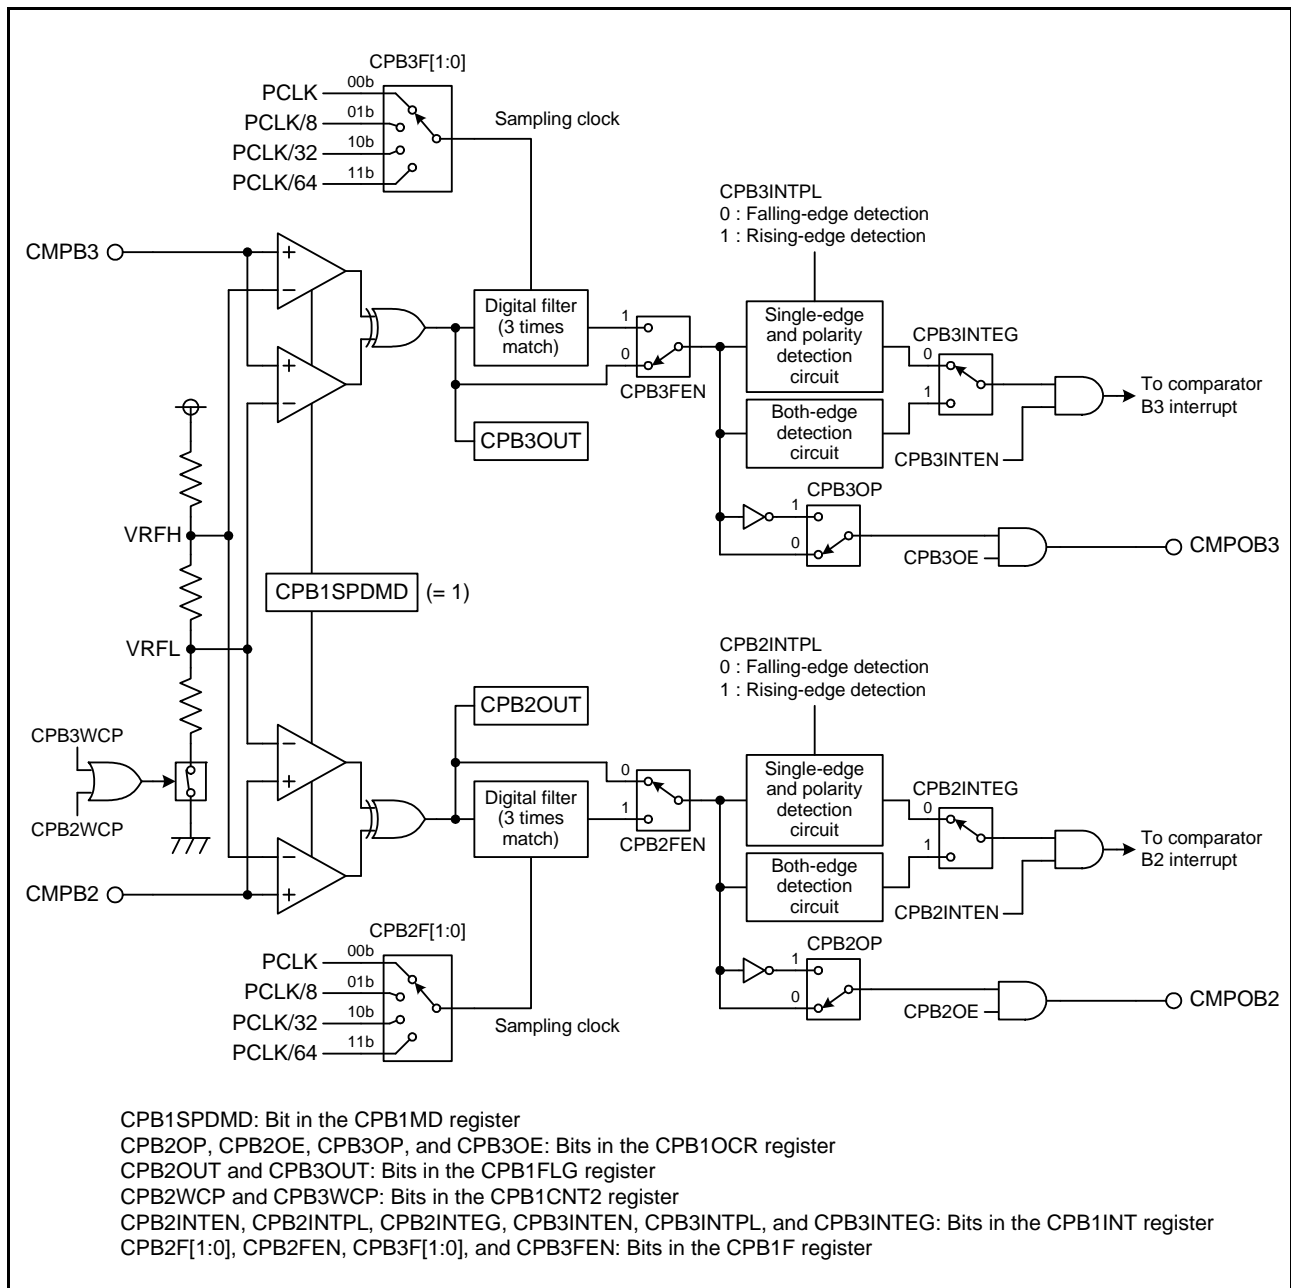 CPB3F[1:0]
PCLK 00b
PCLK/8 01b
PCLK/32 10b
PCLK/64 11b
Sampling clock
CPB3INTPL
0 : Falling-edge detection
1 : Rising-edge detection
CMPB3
+
−
+
−
Digital filter
(3 times
match)
1
0
CPB3FEN
CPB3OUT
Single-edge
and polarity
detection
circuit
Both-edge
detection
circuit
CPB3INTEG
0
1
CPB3INTEN
To comparator
B3 interrupt
CPB3OP
1
0
CPB3OE
CMPOB3
VRFH
CPB1SPDMD (= 1)
VRFL
CPB3WCP
CPB2WCP
CPB2INTPL
0 : Falling-edge detection
1 : Rising-edge detection
CPB2OUT
−
+
−
+
CMPB2
Digital filter
(3 times
match)
0
1
CPB2FEN
Single-edge
and polarity
detection
circuit
Both-edge
detection
circuit
CPB2INTEG
0
1
CPB2INTEN
To comparator
B2 interrupt
CPB2OP
1
0
CPB2OE
CMPOB2
CPB2F[1:0]
PCLK 00b
PCLK/8 01b
PCLK/32 10b
PCLK/64 11b
Sampling clock
CPB1SPDMD: Bit in the CPB1MD register
CPB2OP, CPB2OE, CPB3OP, and CPB3OE: Bits in the CPB1OCR register
CPB2OUT and CPB3OUT: Bits in the CPB1FLG register
CPB2WCP and CPB3WCP: Bits in the CPB1CNT2 register
CPB2INTEN, CPB2INTPL, CPB2INTEG, CPB3INTEN, CPB3INTPL, and CPB3INTEG: Bits in the CPB1INT register
CPB2F[1:0], CPB2FEN, CPB3F[1:0], and CPB3FEN: Bits in the CPB1F register